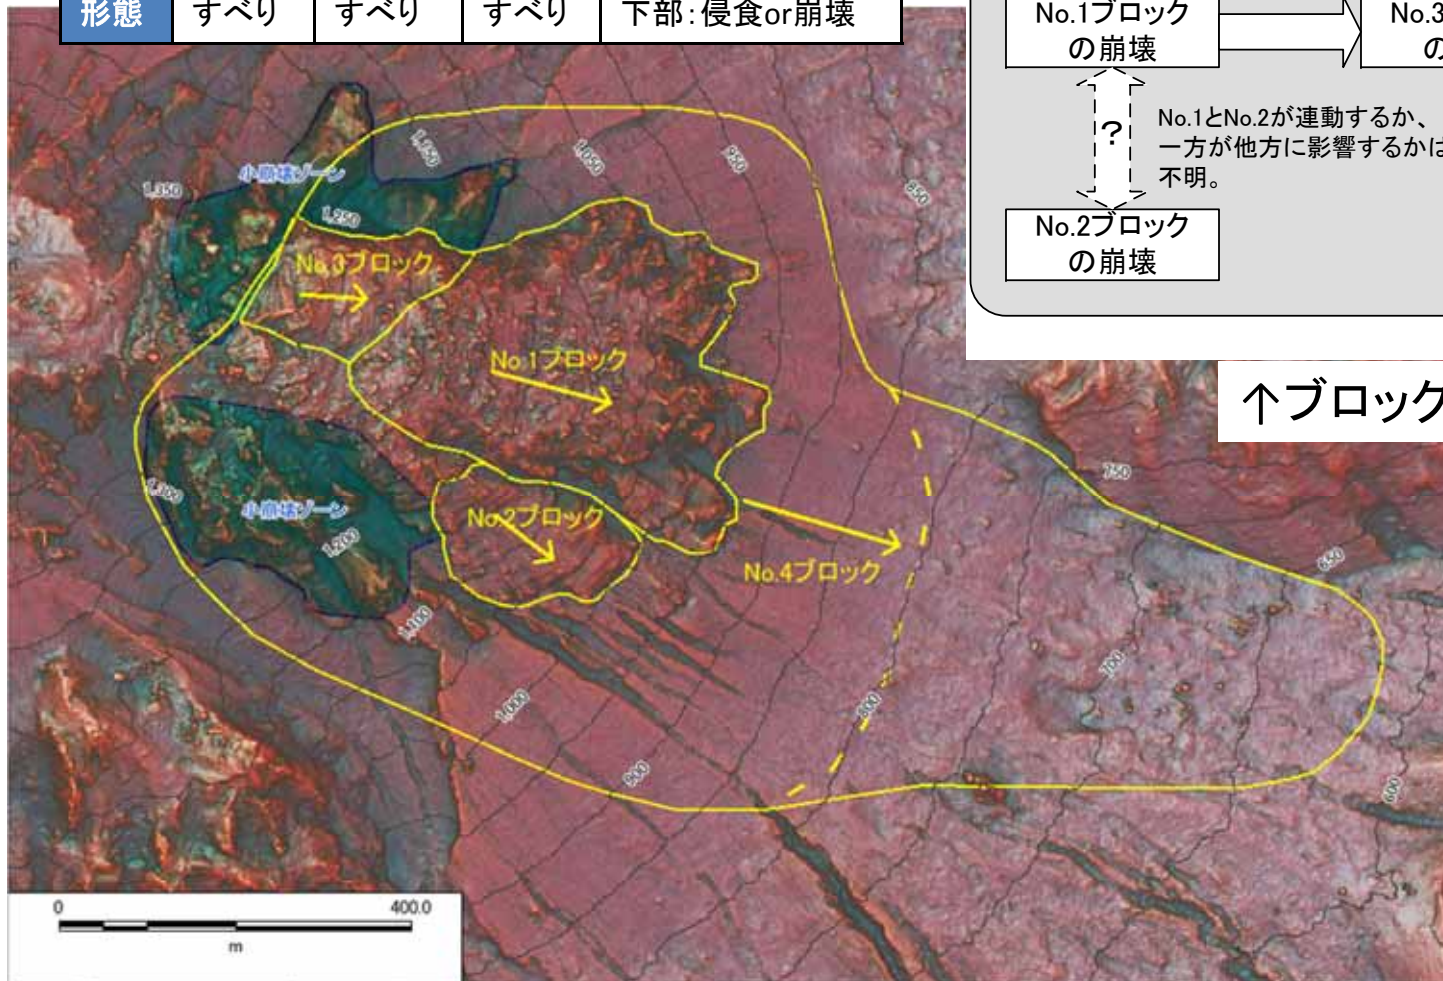 形態 すべり すべり すべり 下部：侵食or崩壊
No.1ブロック
の崩壊
No.3
の
?
No.1とNo.2が連動するか、
一方が他方に影響するかは
不明。
No.2ブロック
の崩壊
↑ブロック
小崩壊ゾーン
1,350
1,250
1,150
1,050
950
850
No.3ブロック
No.1ブロック
1,300
小崩壊ゾーン
1,200
No.2ブロック
No.4ブロック
750
650
1,100
1,000
900
800
700
600
0 400.0
m